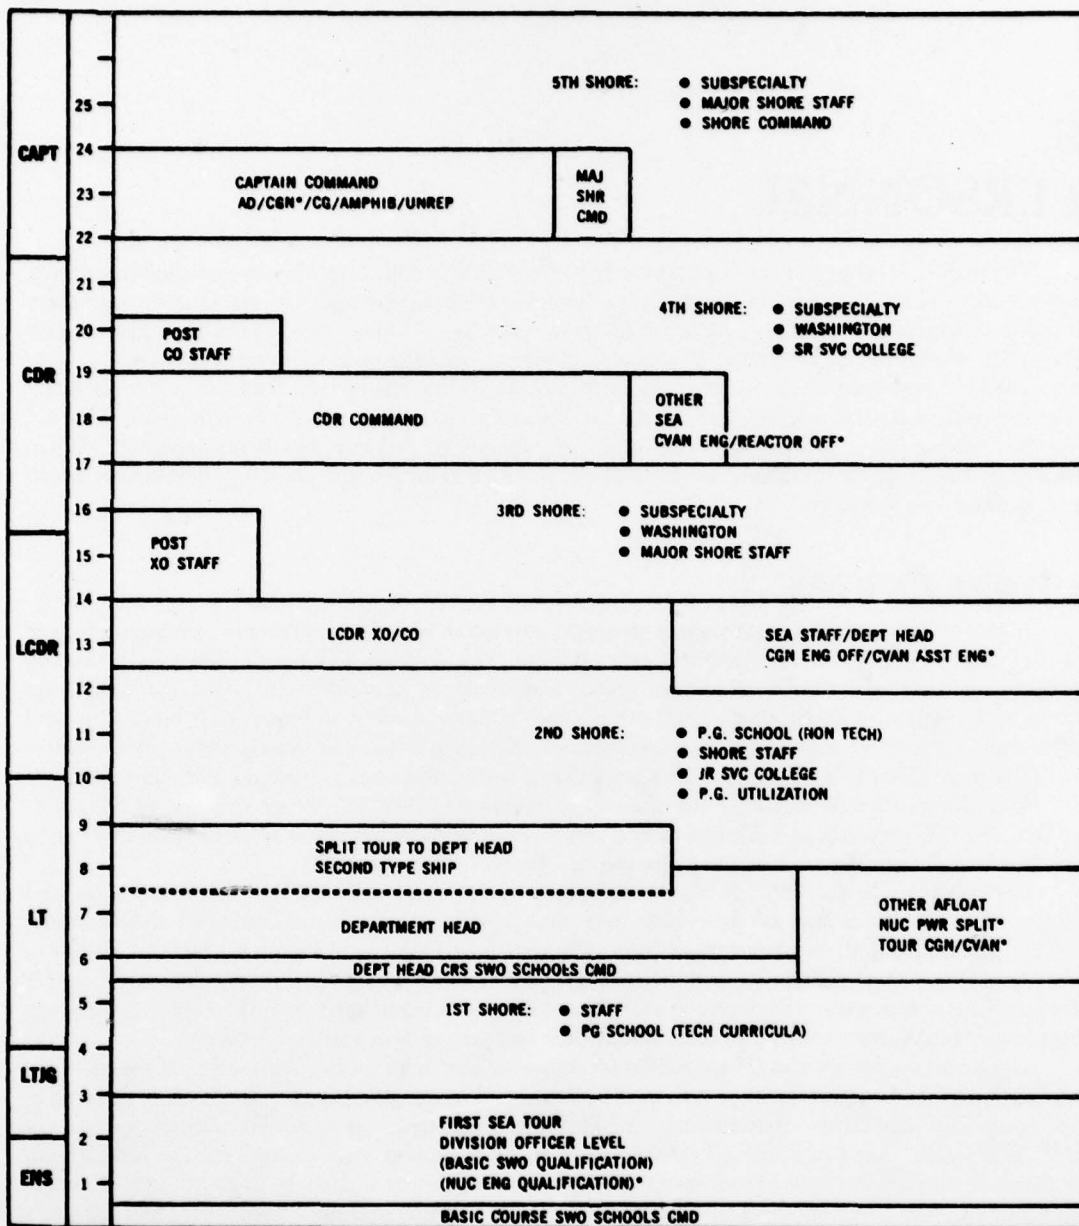 CAPT
CDR
LCDR
LT
LTJG
ENS
25
24
23
22
21
20
19
18
17
16
15
14
13
12
11
10
9
8
7
6
5
4
3
2
1
5TH SHORE: ● SUBSPECIALTY
● MAJOR SHORE STAFF
● SHORE COMMAND
CAPTAIN COMMAND
AD/CGN*/CG/AMPHIB/UNREP
MAJ
SHR
CMD
4TH SHORE: ● SUBSPECIALTY
● WASHINGTON
● SR SVC COLLEGE
POST
CO STAFF
CDR COMMAND
OTHER
SEA
CVAN ENG/REACTOR OFF*
3RD SHORE: ● SUBSPECIALTY
● WASHINGTON
● MAJOR SHORE STAFF
POST
XO STAFF
LCDR XO/CO
SEA STAFF/DEPT HEAD
CGN ENG OFF/CVAN ASST ENG*
2ND SHORE: ● P.G. SCHOOL (NON TECH)
● SHORE STAFF
● JR SVC COLLEGE
● P.G. UTILIZATION
SPLIT TOUR TO DEPT HEAD
SECOND TYPE SHIP
DEPARTMENT HEAD
OTHER AFLOAT
NUC PWR SPLIT*
TOUR CGN/CVAN*
DEPT HEAD CRS SWO SCHOOLS CMD
1ST SHORE: ● STAFF
● PG SCHOOL (TECH CURRICULA)
FIRST SEA TOUR
DIVISION OFFICER LEVEL
(BASIC SWO QUALIFICATION)
(NUC ENG QUALIFICATION)*
BASIC COURSE SWO SCHOOLS CMD